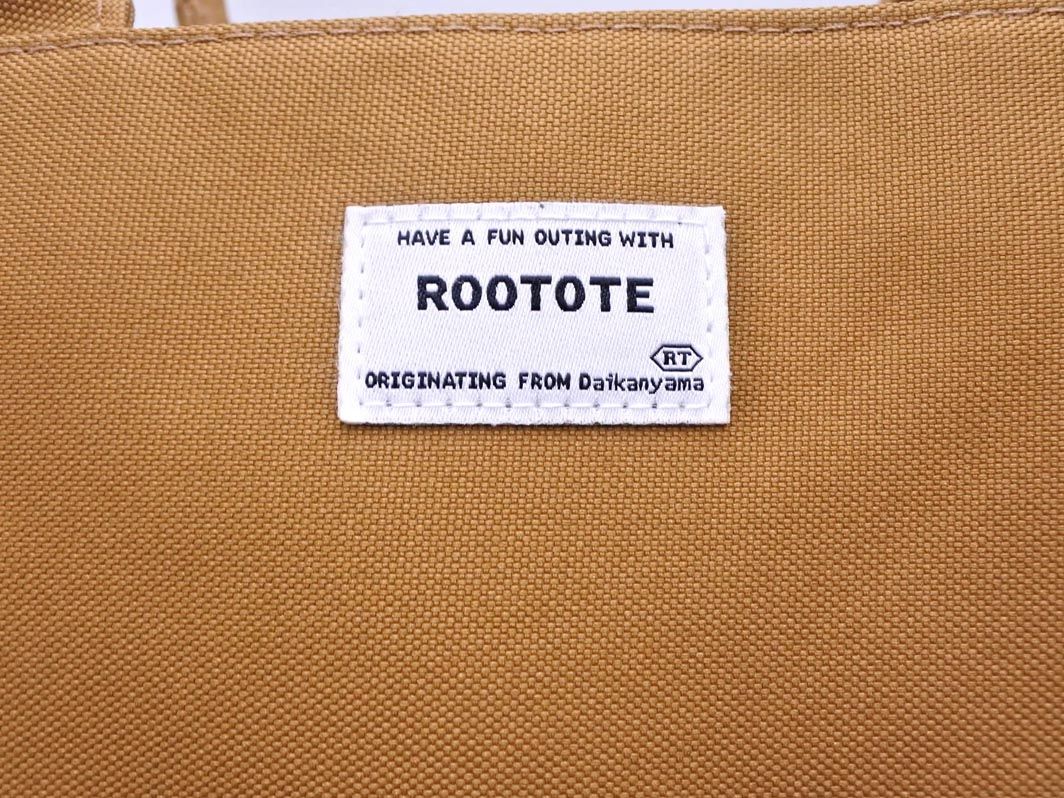 HAVE A FUN OUTING WITH
ROOTOTE
RT
ORIGINATING FROM Daikanyama